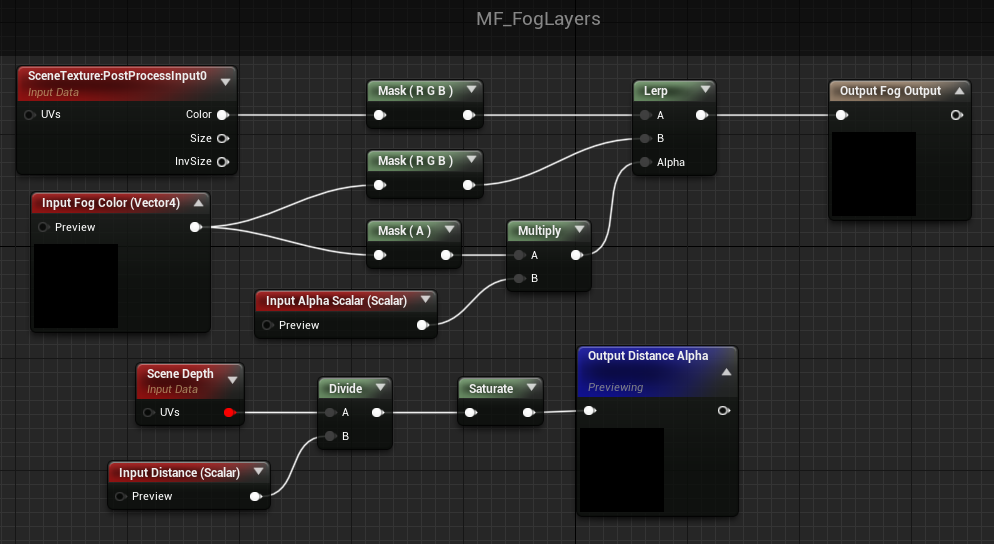 MF_FogLayers
SceneTexture:PostProcessInput0
Input Data
UVs
Color
Size
InvSize
Mask ( R G B )
Lerp
A
B
Alpha
Output Fog Output
Mask ( R G B )
Input Fog Color (Vector4)
Preview
Mask ( A )
Multiply
A
B
Input Alpha Scalar (Scalar)
Preview
Scene Depth
Input Data
UVs
Divide
A
B
Saturate
Output Distance Alpha
Previewing
Input Distance (Scalar)
Preview